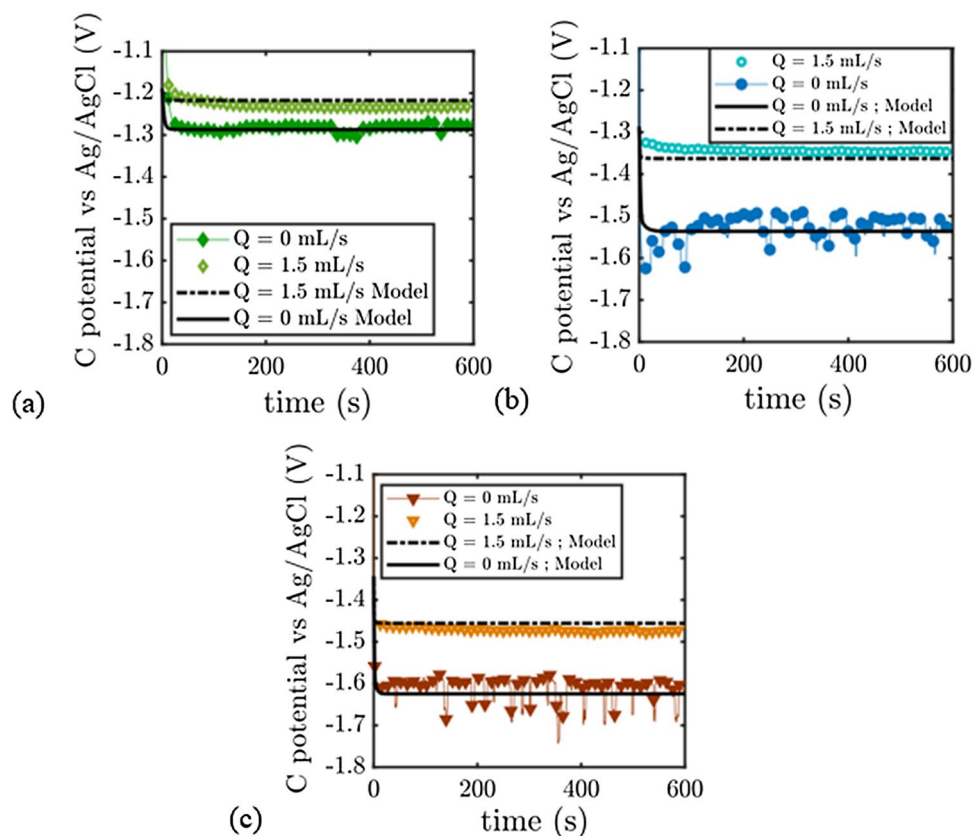 C potential vs Ag/AgCl (V)
-1.1
-1.2
-1.3
-1.4
-1.5
-1.6
-1.7
-1.8
0
200
400
600
Q = 0 mL/s
Q = 1.5 mL/s
Q = 1.5 mL/s Model
Q = 0 mL/s Model
time (s)
(a)
C potential vs Ag/AgCl (V)
-1.1
-1.2
-1.3
-1.4
-1.5
-1.6
-1.7
-1.8
Q = 1.5 mL/s
Q = 0 mL/s
Q = 0 mL/s ; Model
Q = 1.5 mL/s ; Model
0
200
400
600
time (s)
(b)
C potential vs Ag/AgCl (V)
-1.1
-1.2
-1.3
-1.4
-1.5
-1.6
-1.7
-1.8
Q = 0 mL/s
Q = 1.5 mL/s
Q = 1.5 mL/s ; Model
Q = 0 mL/s ; Model
0
200
400
600
time (s)
(c)